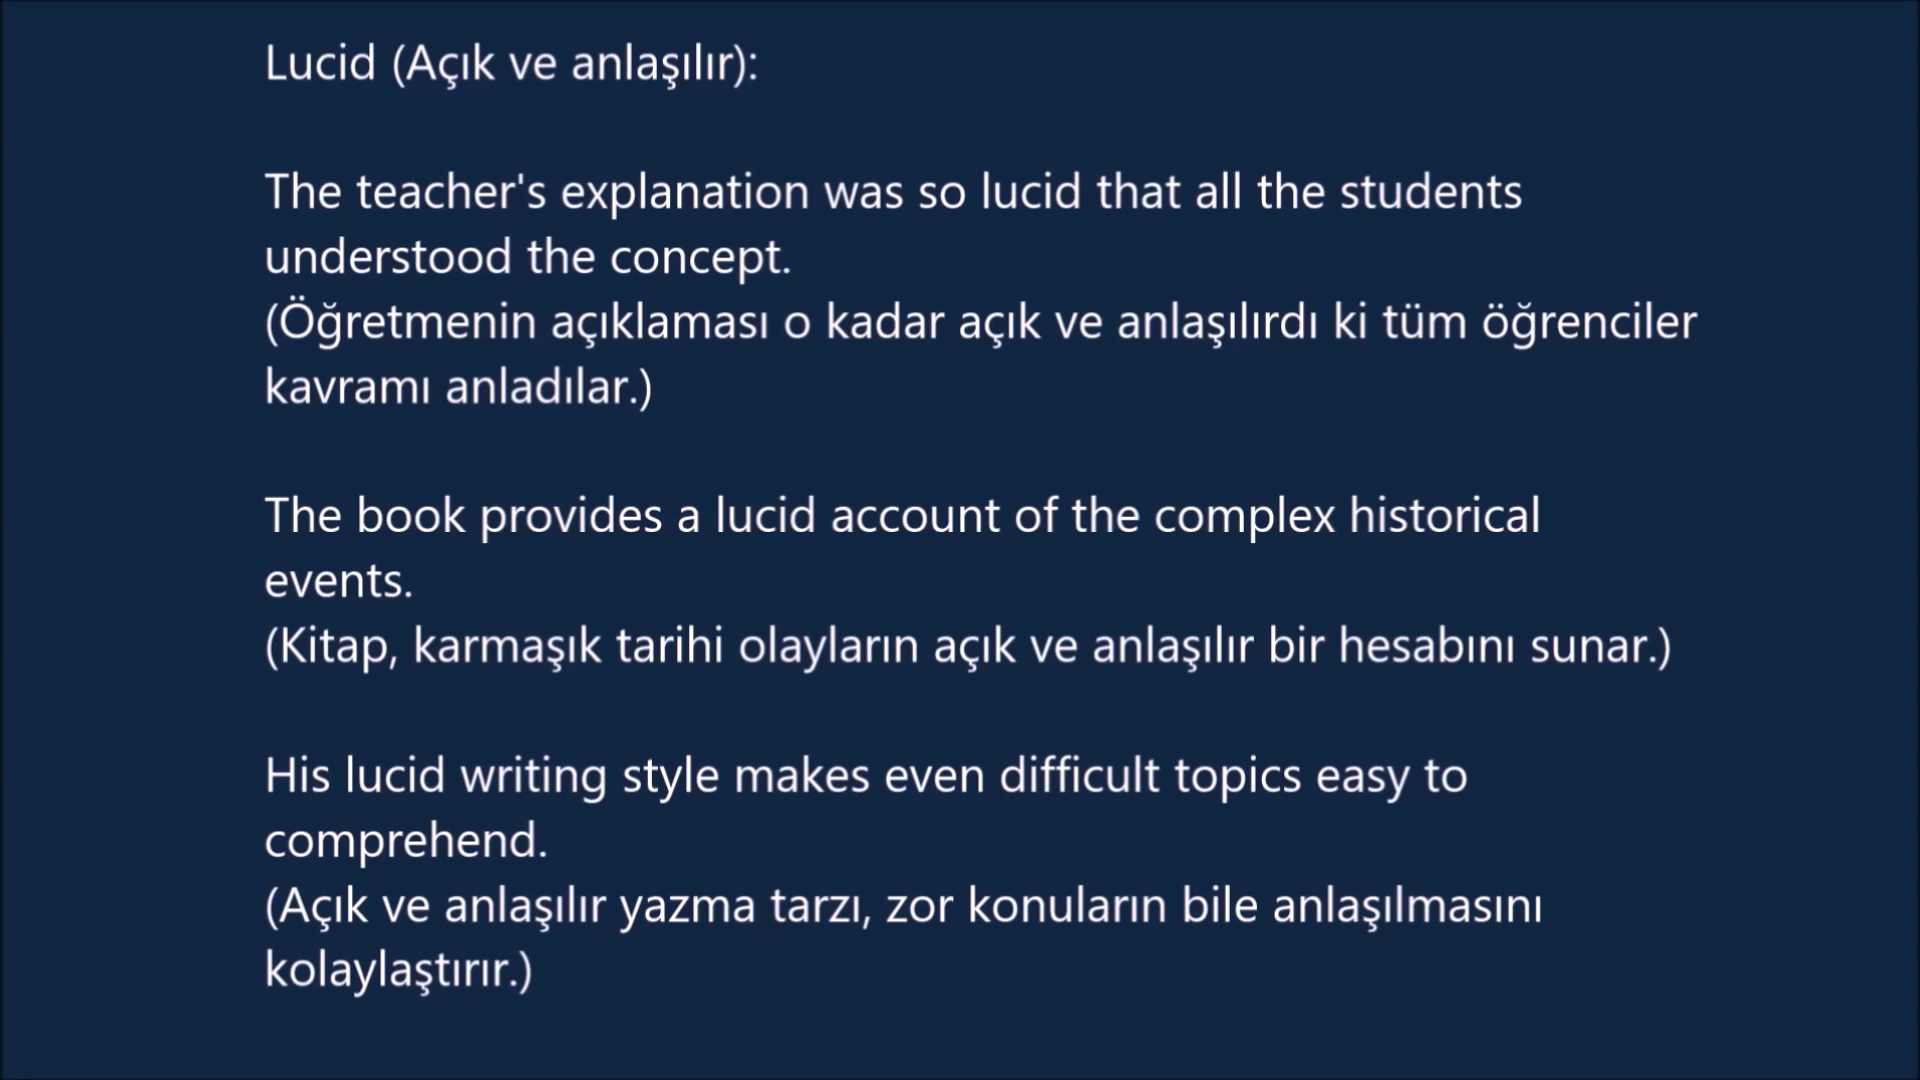 Lucid (Açık ve anlaşılır):
The teacher's explanation was so lucid that all the students
understood the concept.
(Öğretmenin açıklaması o kadar açık ve anlaşılırdı ki tüm öğrenciler
kavramı anladılar.)
The book provides a lucid account of the complex historical
events.
(Kitap, karmaşık tarihi olayların açık ve anlaşılır bir hesabını sunar.)
His lucid writing style makes even difficult topics easy to
comprehend.
(Açık ve anlaşılır yazma tarzı, zor konuların bile anlaşılmasını
kolaylaştırır.)